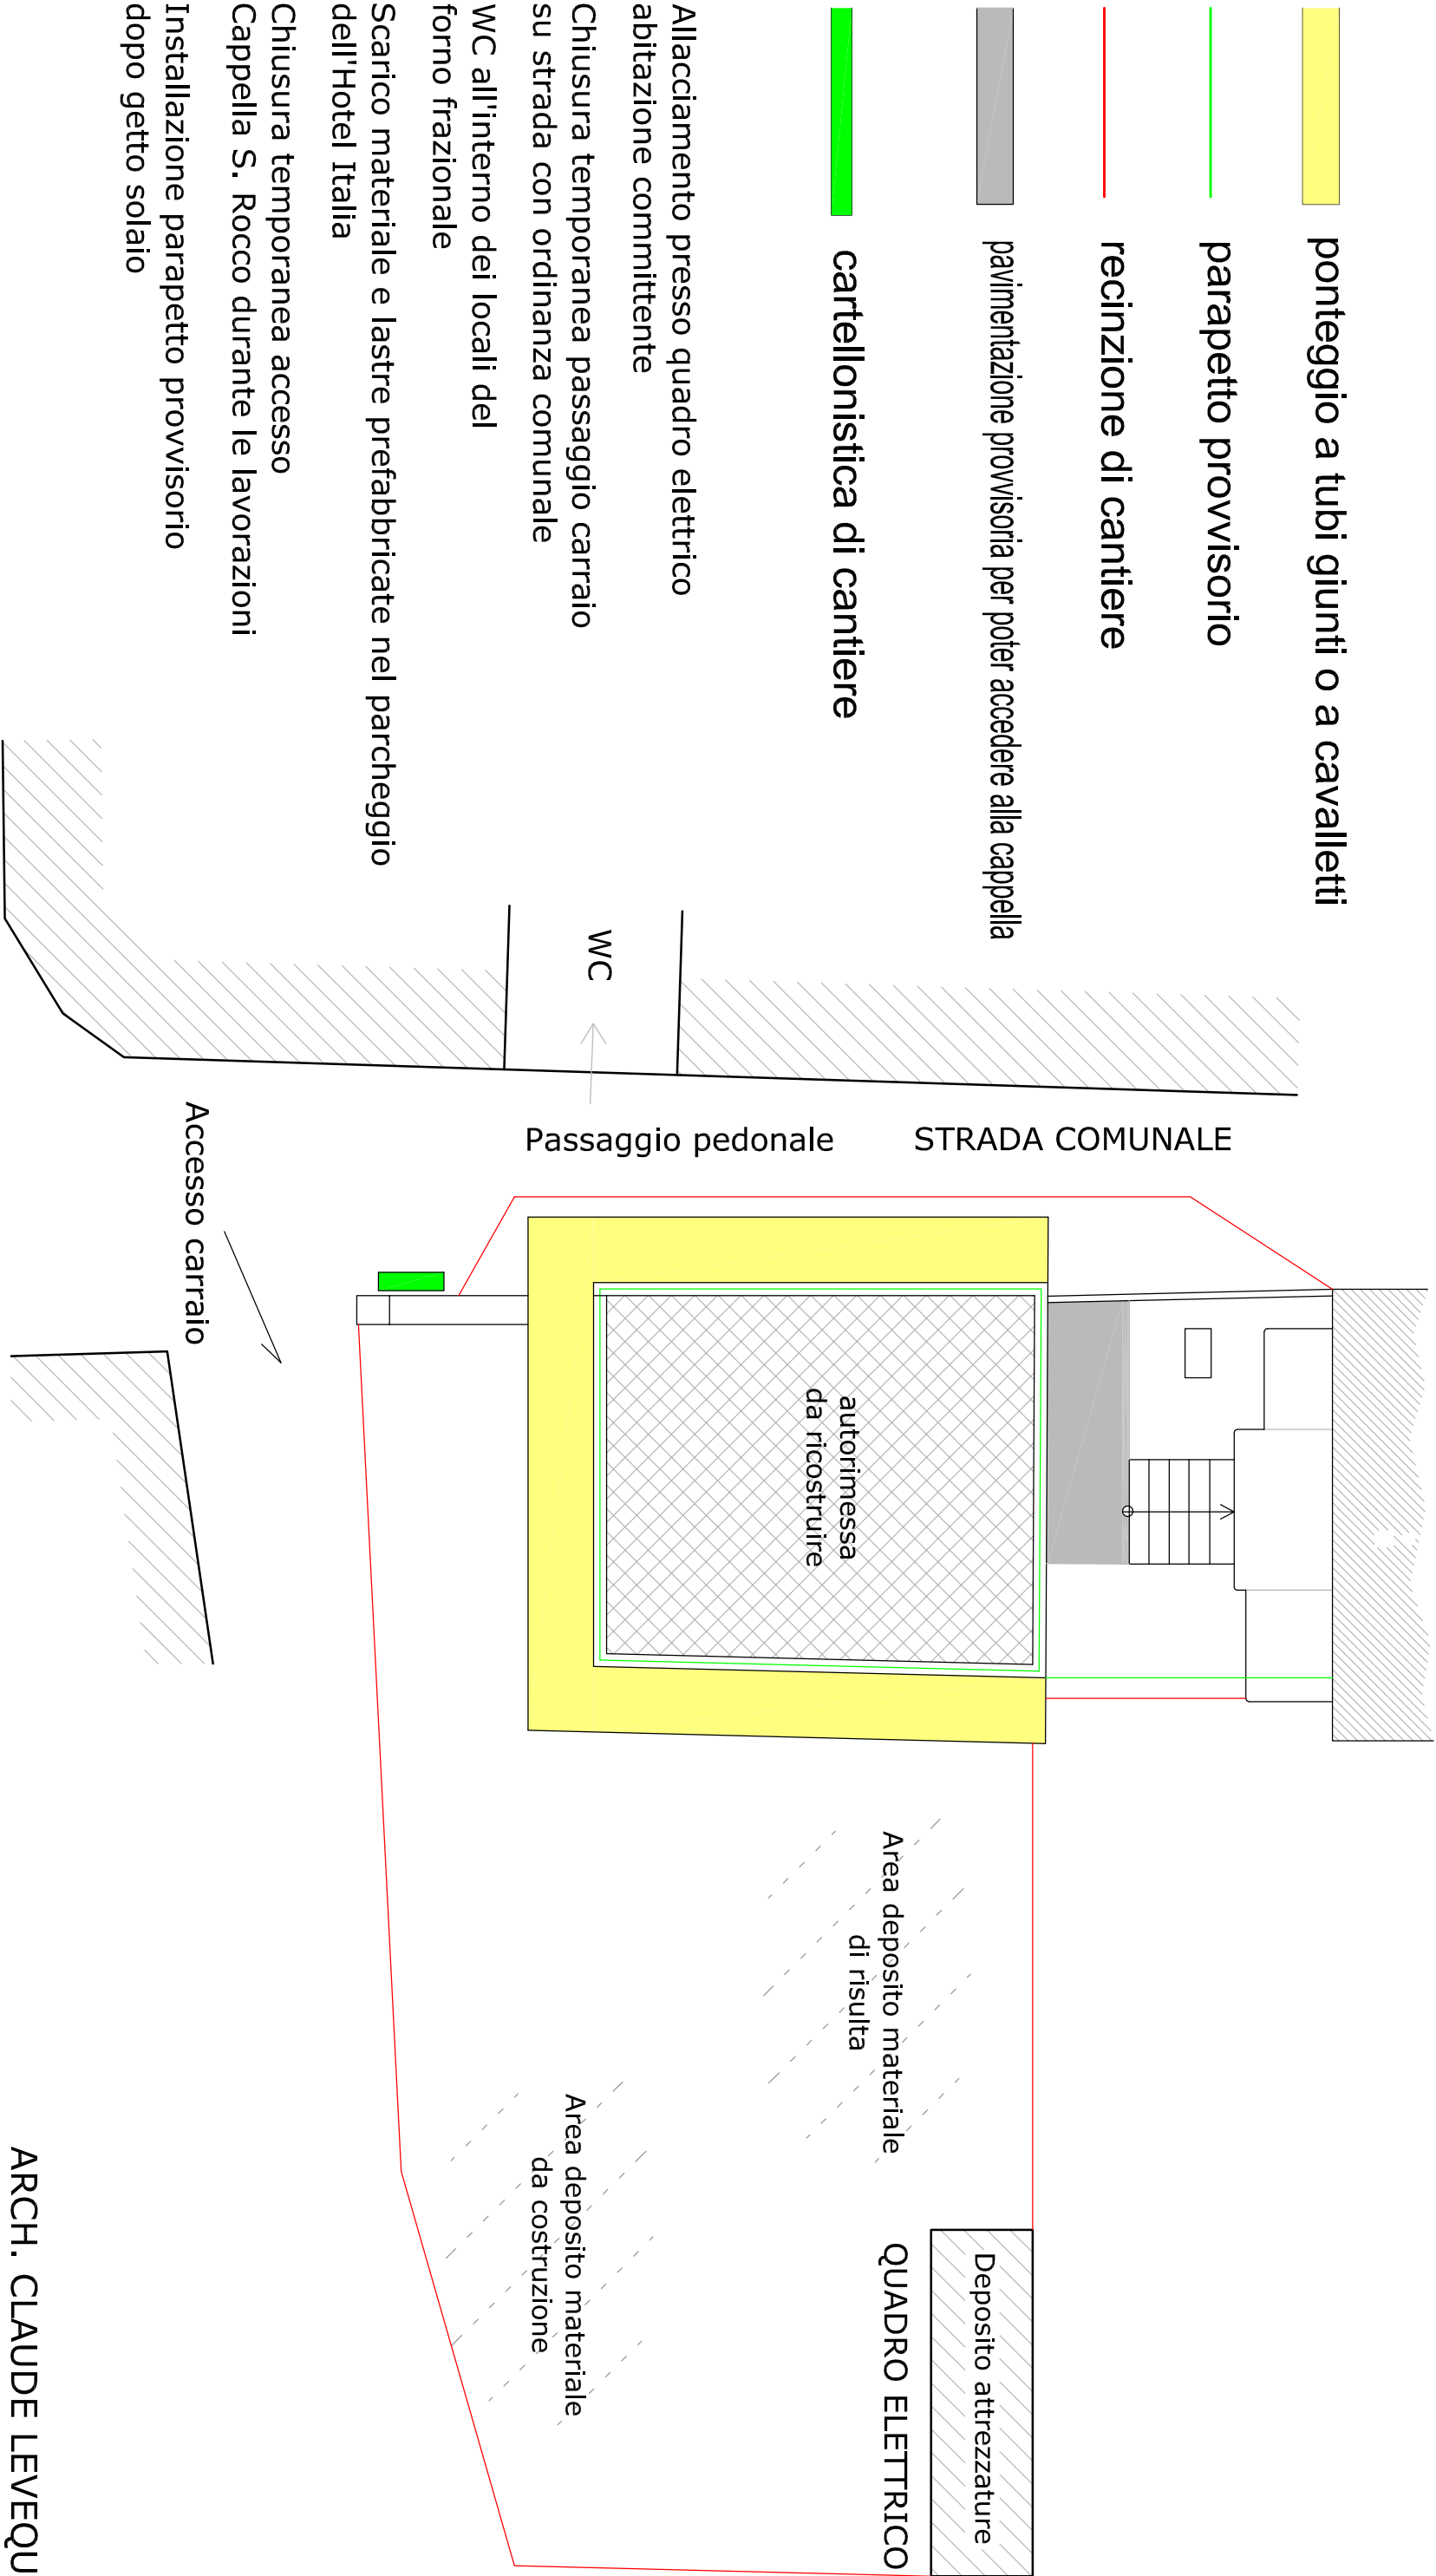 ponteggio a tubi giunti o a cavalletti
parapetto provvisorio
recinzione di cantiere
pavimentazione provvisoria per poter accedere alla cappella
cartellonistica di cantiere
Allacciamento presso quadro elettrico
abitazione committente
Chiusura temporanea passaggio carraio
su strada con ordinanza comunale
WC all'interno dei locali del
forno frazionale
Scarico materiale e lastre prefabbricate nel parcheggio
dell'Hotel Italia
Chiusura temporanea accesso
Cappella S. Rocco durante le lavorazioni
Installazione parapetto provvisorio
dopo getto solaio
WC
Passaggio pedonale
STRADA COMUNALE
Accesso carraio
autorimessa
da ricostruire
Area deposito materiale
di risulta
Area deposito materiale
da costruzione
Deposito attrezzature
QUADRO ELETTRICO
ARCH. CLAUDE LEVEQU